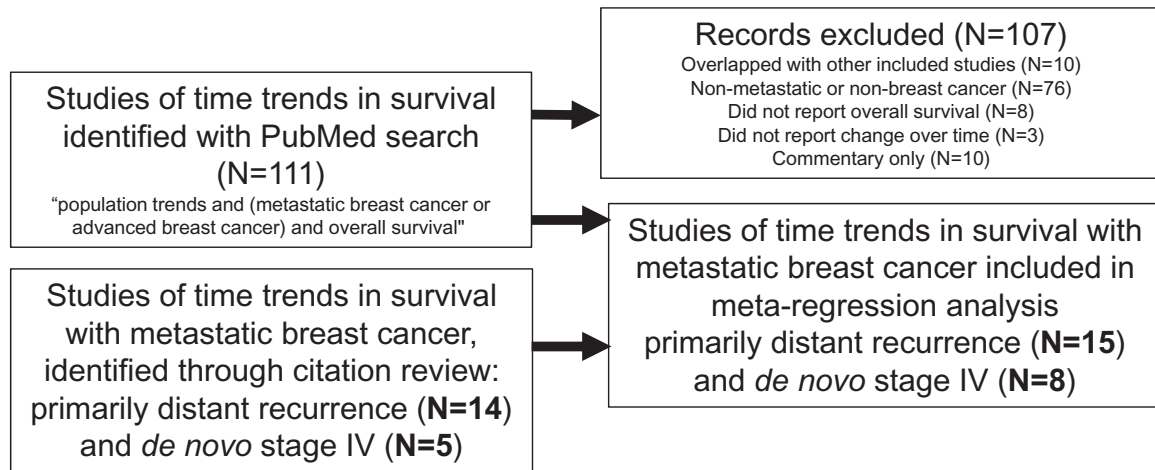 Studies of time trends in survival
identified with PubMed search
(N=111)
“population trends and (metastatic breast cancer or
advanced breast cancer) and overall survival"
Records excluded (N=107)
Overlapped with other included studies (N=10)
Non-metastatic or non-breast cancer (N=76)
Did not report overall survival (N=8)
Did not report change over time (N=3)
Commentary only (N=10)
Studies of time trends in survival
with metastatic breast cancer,
identified through citation review:
primarily distant recurrence (N=14)
and de novo stage IV (N=5)
Studies of time trends in survival with
metastatic breast cancer included in
meta-regression analysis
primarily distant recurrence (N=15)
and de novo stage IV (N=8)